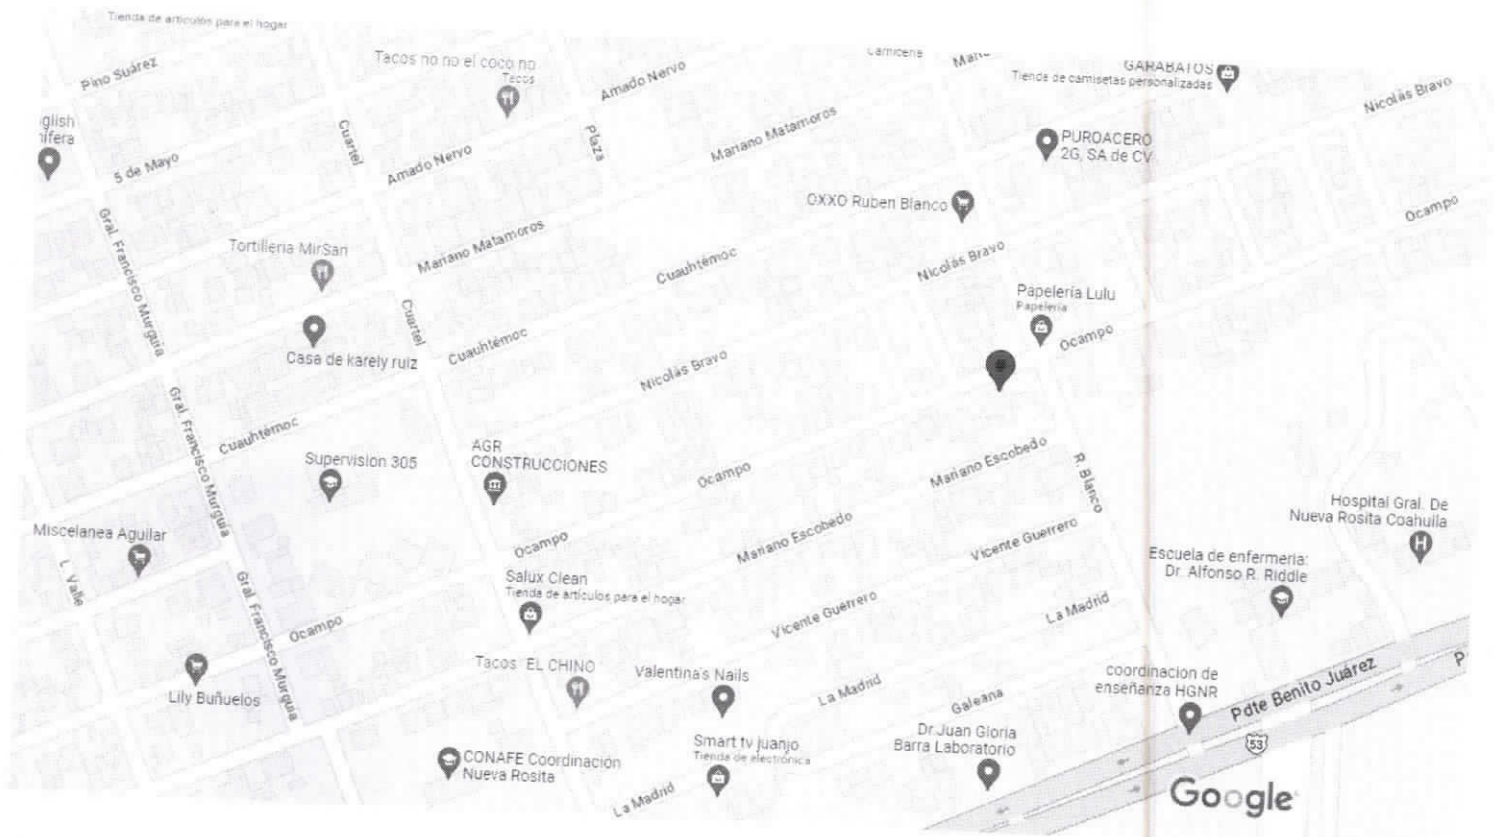 Tienda de artículos para el hogar
Pino Suárez
Tacos no no el coco no
Tacos
Amado Nervo
Carnicería
GARABATOS
Tienda de camisetas personalizadas
Nicolás Bravo
glish
nífera
5 de Mayo
Cuartel
Amado Nervo
Plaza
Mariano Matamoros
PUROACERO
2G, SA de CV
OXXO Ruben Blanco
Ocampo
Gral. Francisco Murguía
Tortilleria MirSan
Mariano Matamoros
Cuauhtémoc
Nicolás Bravo
Papelería Lulu
Papelería
Ocampo
Casa de karely ruiz
Cuartel
Cuauhtémoc
Nicolás Bravo
Gral. Francisco Murguía
Cuauhtémoc
Supervision 305
AGR
CONSTRUCCIONES
Ocampo
Mariano Escobedo
R. Blanco
Hospital Gral. De
Nueva Rosita Coahuila
Miscelanea Aguilar
L. Valle
Ocampo
Mariano Escobedo
Vicente Guerrero
Escuela de enfermeria:
Dr. Alfonso R. Riddle
Gral. Francisco Murguía
Salux Clean
Tienda de artículos para el hogar
Ocampo
Vicente Guerrero
La Madrid
Lily Buñuelos
Tacos EL CHINO
Valentina's Nails
La Madrid
Galeana
coordinacion de
enseñanza HGNR
Pdte Benito Juárez
P
53
CONAFE Coordinación
Nueva Rosita
Smart tv juanjo
Tienda de electrónica
Dr.Juan Gloria
Barra Laboratorio
La Madrid
Google